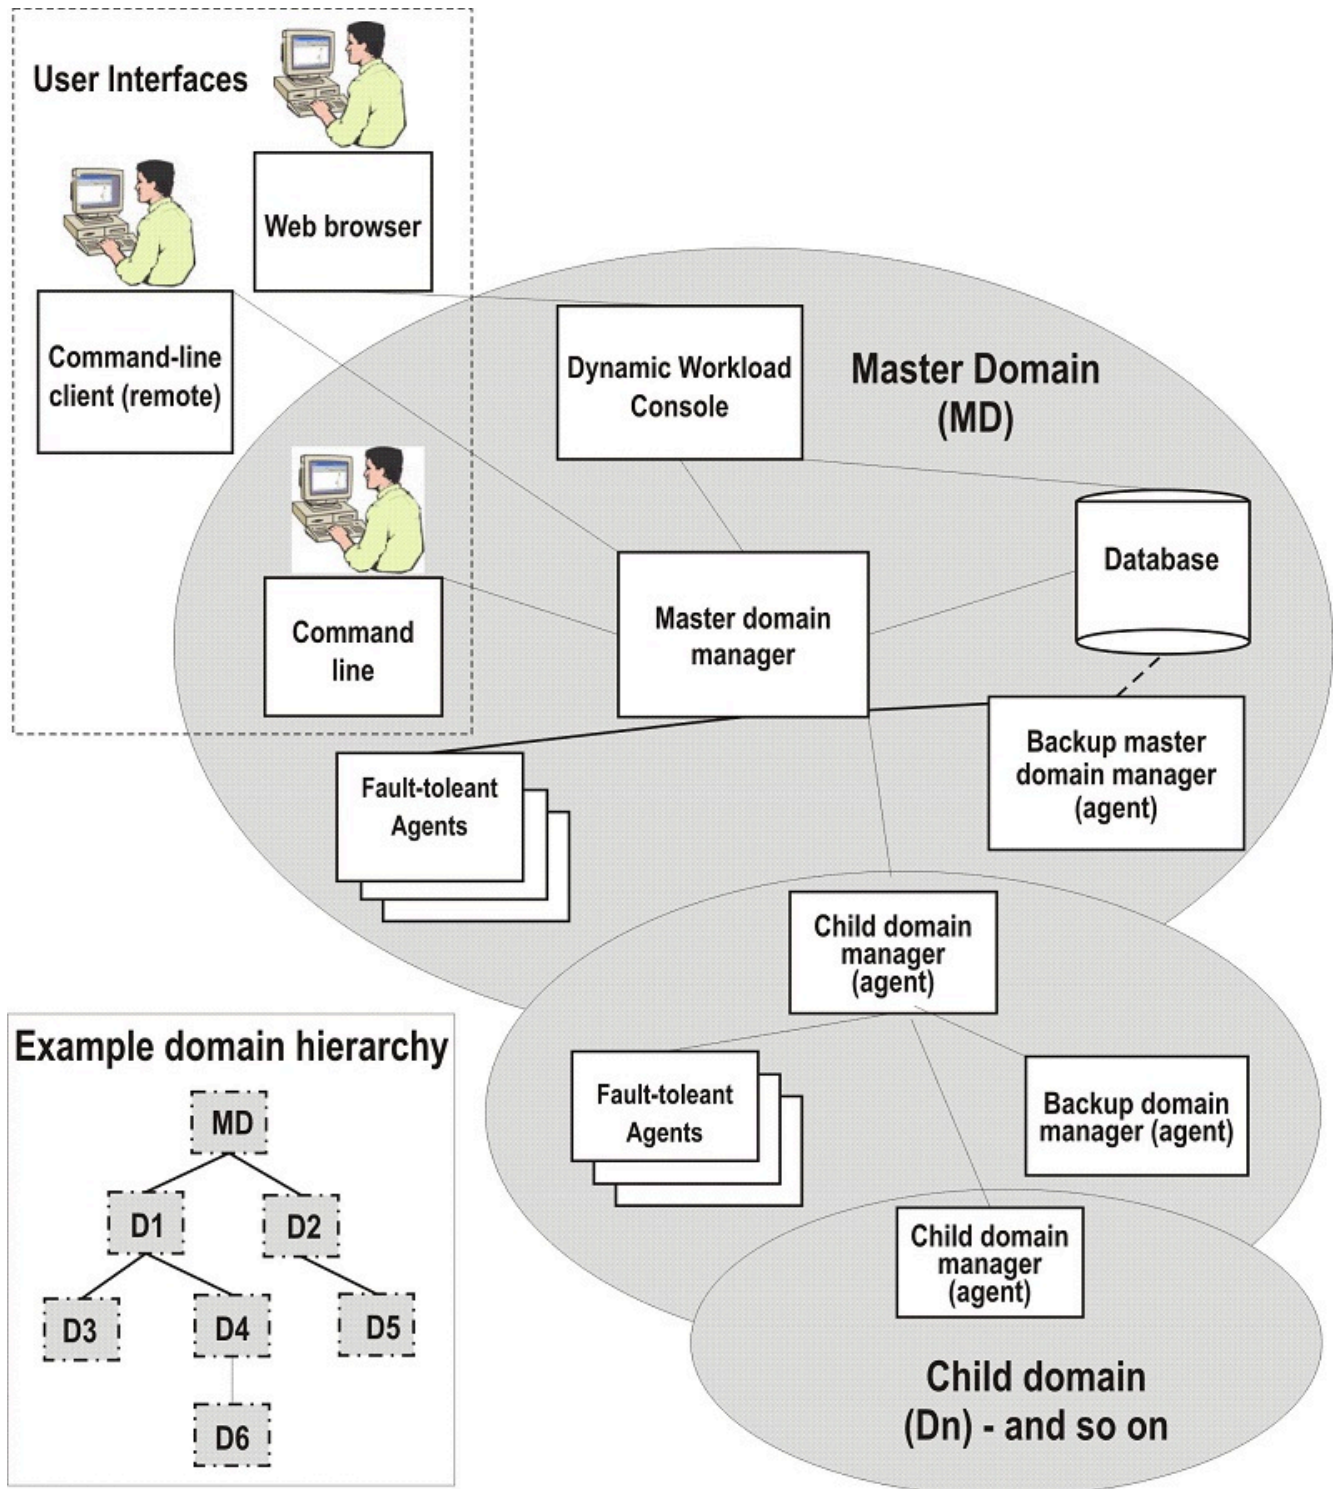 User Interfaces
Web browser
Command-line
client (remote)
Dynamic Workload
Console
Master Domain
(MD)
Database
Command
line
Master domain
manager
Backup master
domain manager
(agent)
Fault-toleant
Agents
Child domain
manager
(agent)
Fault-toleant
Agents
Backup domain
manager (agent)
Child domain
manager
(agent)
Child domain
(Dn) - and so on
Example domain hierarchy
MD
D1
D2
D3
D4
D5
D6